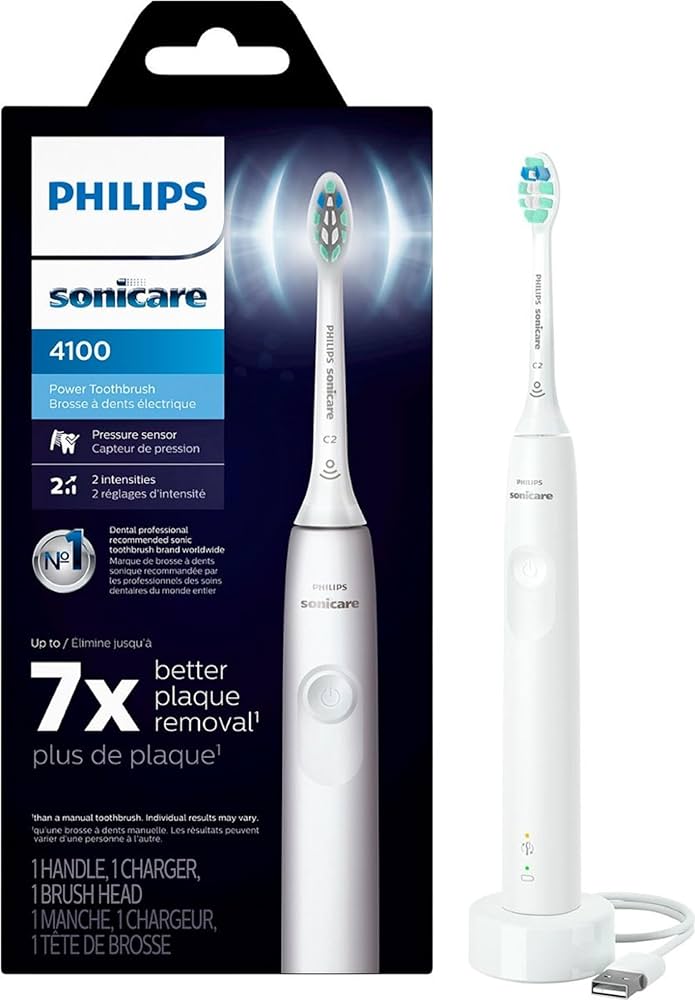 PHILIPS
sonicare
4100
Power Toothbrush
Brosse à dents électrique
Pressure sensor
Capteur de pression
2
2 intensities
2 réglages d'intensité
Nº1
Dental professional
recommended sonic
toothbrush brand worldwide
Marque de brosse à dents
sonique recommandée par
les professionnels des soins
dentaires du monde entier
Up to / Élimine jusqu'à
7x
better
plaque
removal¹
plus de plaque¹
¹than a manual toothbrush. Individual results may vary.
¹qu'une brosse à dents manuelle. Les résultats peuvent
varier d'une personne à l'autre.
1 HANDLE, 1 CHARGER,
1 BRUSH HEAD
1 MANCHE, 1 CHARGEUR,
1 TÊTE DE BROSSE
PHILIPS sonicare
C2
PHILIPS
sonicare
PHILIPS sonicare
C2
PHILIPS
sonicare